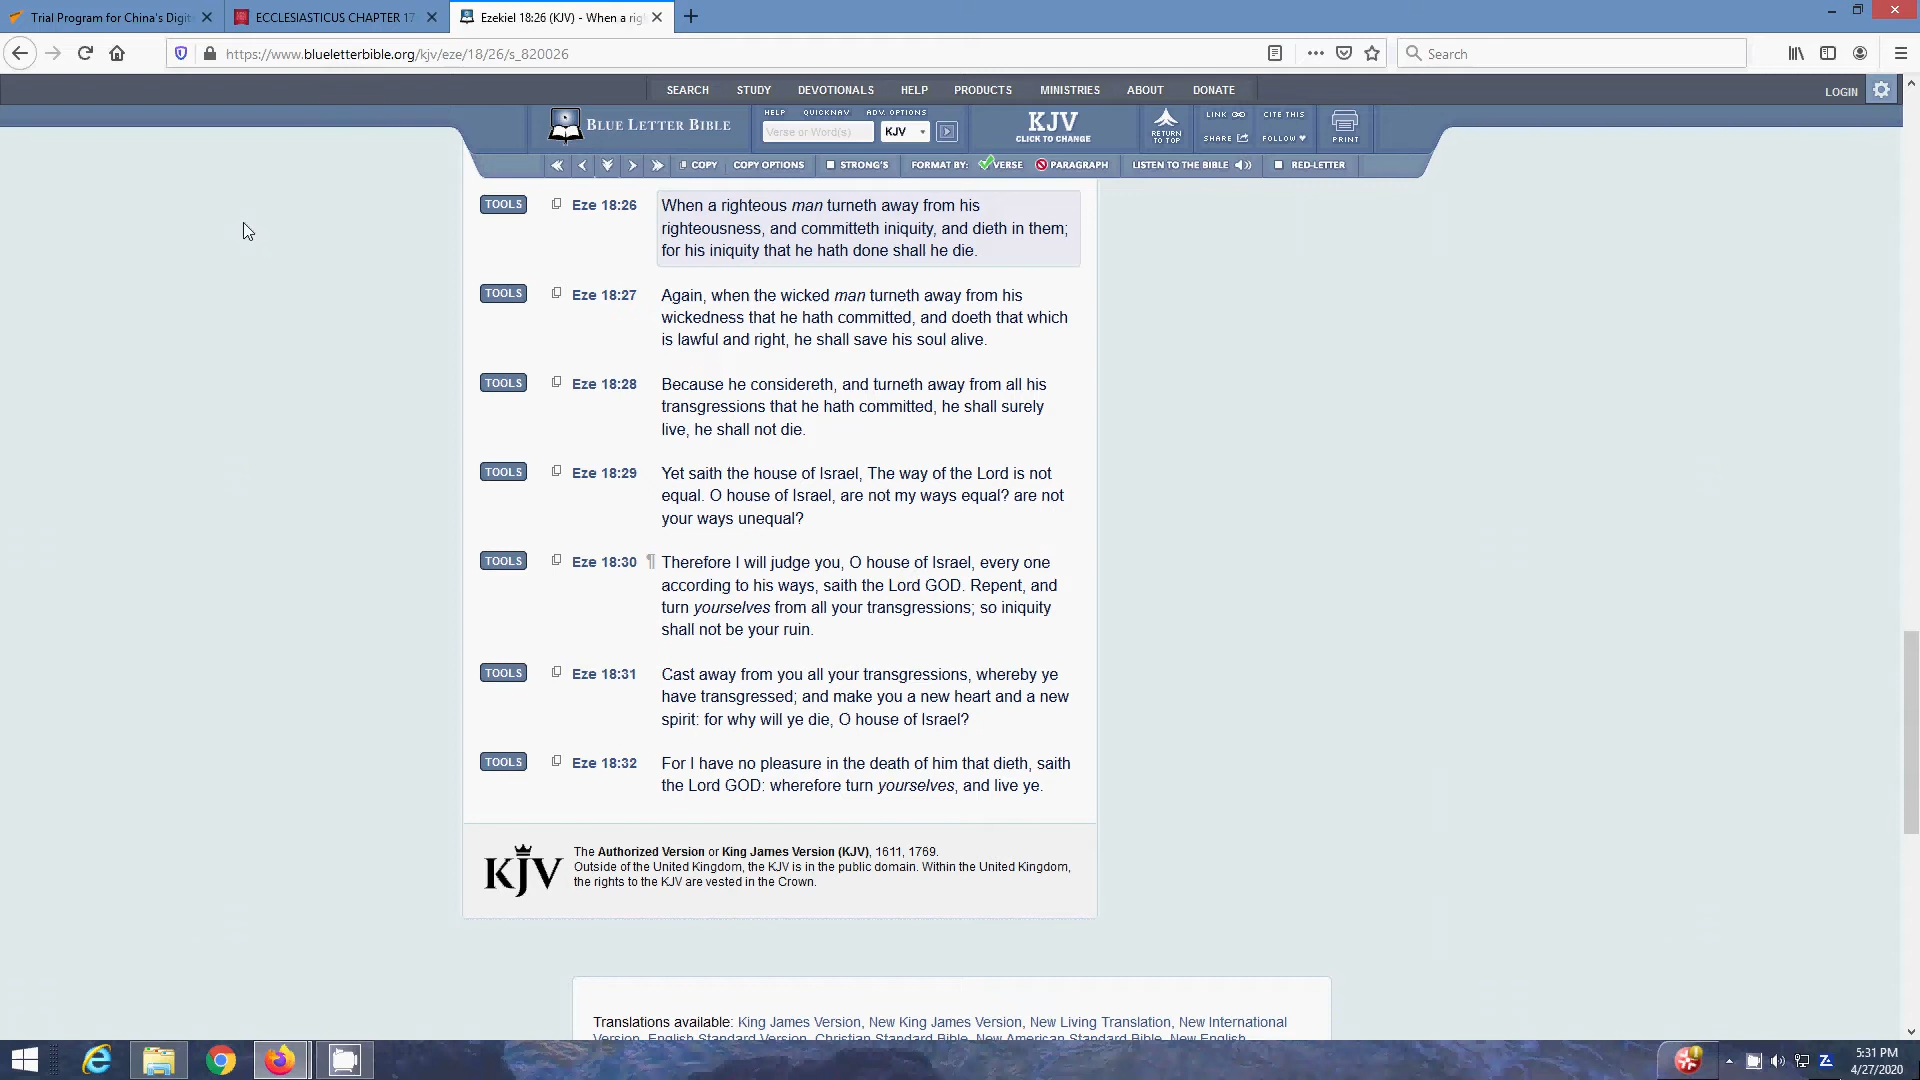 Trial Program for China's Digit
ECCLESIASTICUS CHAPTER 17
Ezekiel 18:26 (KJV) - When a rig
https://www.blueletterbible.org/kjv/eze/18/26/s_820026
Search
SEARCH STUDY DEVOTIONALS HELP PRODUCTS MINISTRIES ABOUT DONATE
LOGIN
BLUE LETTER BIBLE
HELP QUICKNAV ADV. OPTIONS
Verse or Word(s)
KJV
KJV
CLICK TO CHANGE
RETURN
TO TOP
LINK CITE THIS
SHARE FOLLOW
PRINT
COPY COPY OPTIONS STRONG'S FORMAT BY: VERSE PARAGRAPH LISTEN TO THE BIBLE RED-LETTER
TOOLS Eze 18:26 When a righteous man turneth away from his
righteousness, and committeth iniquity, and dieth in them;
for his iniquity that he hath done shall he die.
TOOLS Eze 18:27 Again, when the wicked man turneth away from his
wickedness that he hath committed, and doeth that which
is lawful and right, he shall save his soul alive.
TOOLS Eze 18:28 Because he considereth, and turneth away from all his
transgressions that he hath committed, he shall surely
live, he shall not die.
TOOLS Eze 18:29 Yet saith the house of Israel, The way of the Lord is not
equal. O house of Israel, are not my ways equal? are not
your ways unequal?
TOOLS Eze 18:30 ¶ Therefore I will judge you, O house of Israel, every one
according to his ways, saith the Lord GOD. Repent, and
turn yourselves from all your transgressions; so iniquity
shall not be your ruin.
TOOLS Eze 18:31 Cast away from you all your transgressions, whereby ye
have transgressed; and make you a new heart and a new
spirit: for why will ye die, O house of Israel?
TOOLS Eze 18:32 For I have no pleasure in the death of him that dieth, saith
the Lord GOD: wherefore turn yourselves, and live ye.
KJV
The Authorized Version or King James Version (KJV), 1611, 1769.
Outside of the United Kingdom, the KJV is in the public domain. Within the United Kingdom,
the rights to the KJV are vested in the Crown.
Translations available: King James Version, New King James Version, New Living Translation, New International
Version, English Standard Version, Christian Standard Bible, New American Standard Bible, New English
5:31 PM
4/27/2020